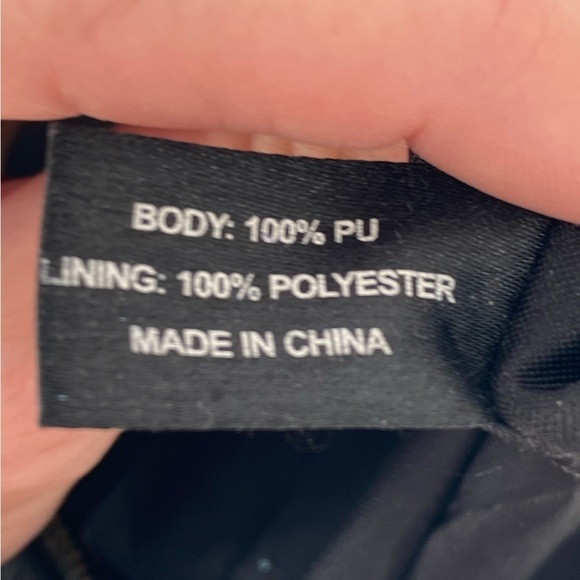 BODY: 100% PU
LINING: 100% POLYESTER
MADE IN CHINA